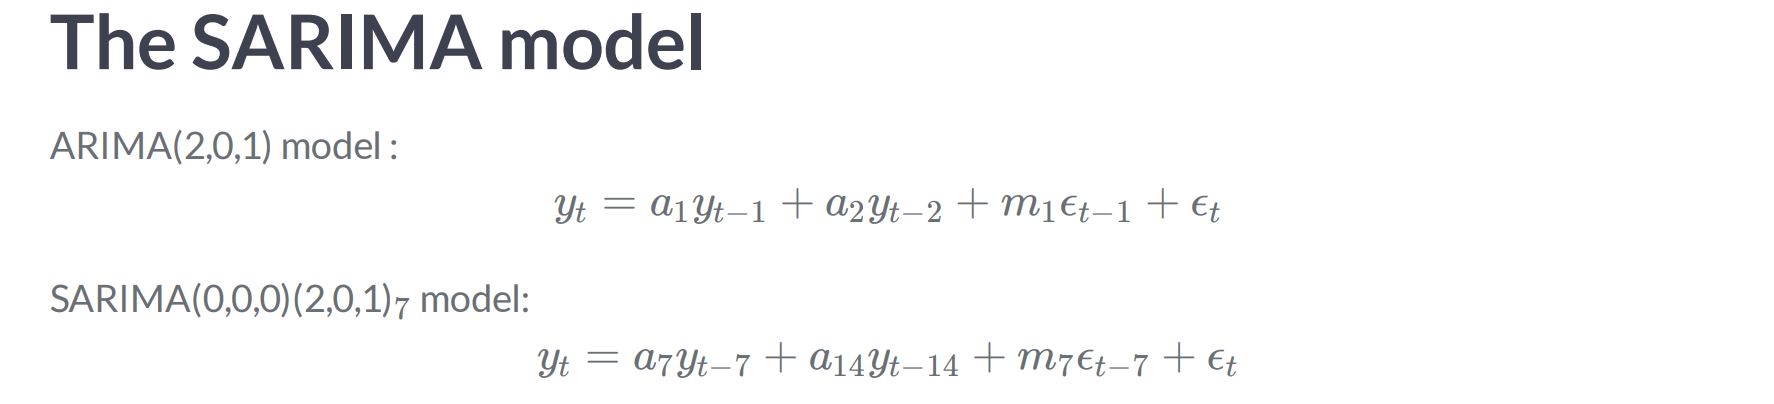 The SARIMA model
ARIMA(2,0,1) model :
yₜ = a₁yₜ₋₁ + a₂yₜ₋₂ + m₁ϵₜ₋₁ + ϵₜ
SARIMA(0,0,0)(2,0,1)₇ model:
yₜ = a₇yₜ₋₇ + a₁₄yₜ₋₁₄ + m₇ϵₜ₋₇ + ϵₜ